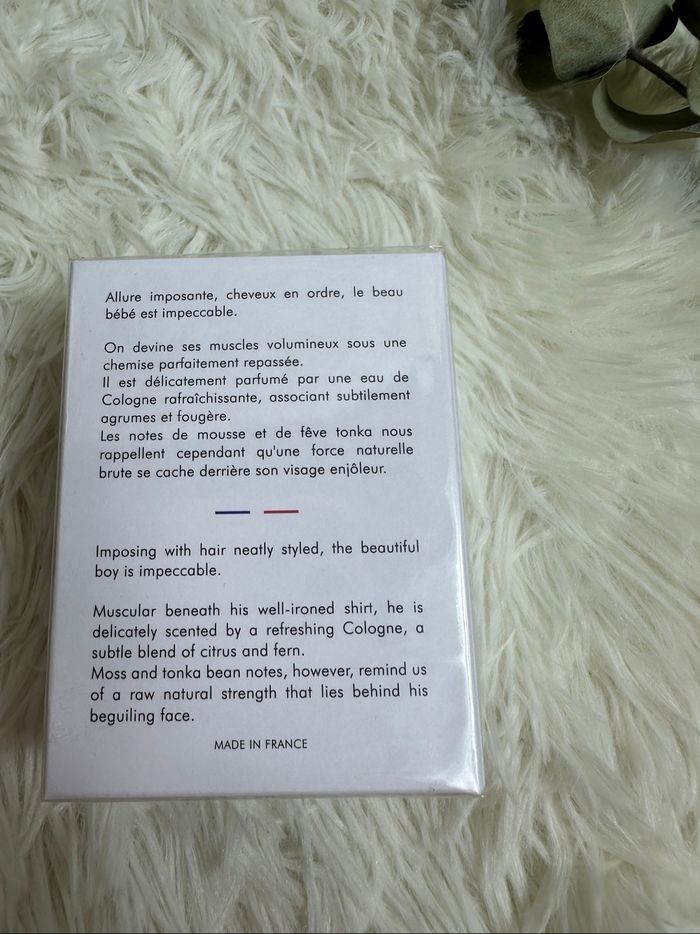 Allure imposante, cheveux en ordre, le beau
bébé est impeccable.
On devine ses muscles volumineux sous une
chemise parfaitement repassée.
Il est délicatement parfumé par une eau de
Cologne rafraîchissante, associant subtilement
agrumes et fougère.
Les notes de mousse et de fêve tonka nous
rappellent cependant qu'une force naturelle
brute se cache derrière son visage enjôleur.
Imposing with hair neatly styled, the beautiful
boy is impeccable.
Muscular beneath his well-ironed shirt, he is
delicately scented by a refreshing Cologne, a
subtle blend of citrus and fern.
Moss and tonka bean notes, however, remind us
of a raw natural strength that lies behind his
beguiling face.
MADE IN FRANCE